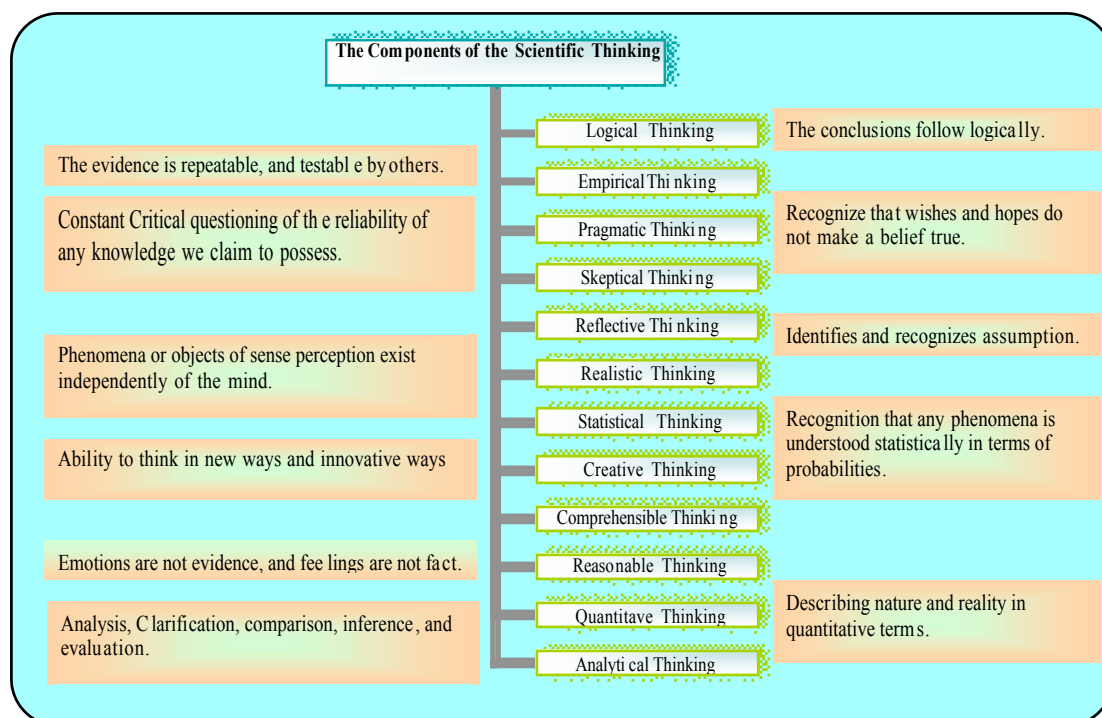 The Components of the Scientific Thinking
Logical Thinking
The conclusions follow logically.
The evidence is repeatable, and testabl e by others.
Empirical Thinking
Constant Critical questioning of th e reliability of
any knowledge we claim to possess.
Pragmatic Thinking
Recognize that wishes and hopes do
not make a belief true.
Skeptical Thinking
Reflective Thinking
Identifies and recognizes assumption.
Phenomena or objects of sense perception exist
independently of the mind.
Realistic Thinking
Statistical Thinking
Recognition that any phenomena is
understood statistically in terms of
probabilities.
Ability to think in new ways and innovative ways
Creative Thinking
Comprehensible Thinking
Emotions are not evidence, and fee lings are not fact.
Reasonable Thinking
Quantitave Thinking
Describing nature and reality in
quantitative terms.
Analysis, Clarification, comparison, inference, and
evaluation.
Analytical Thinking